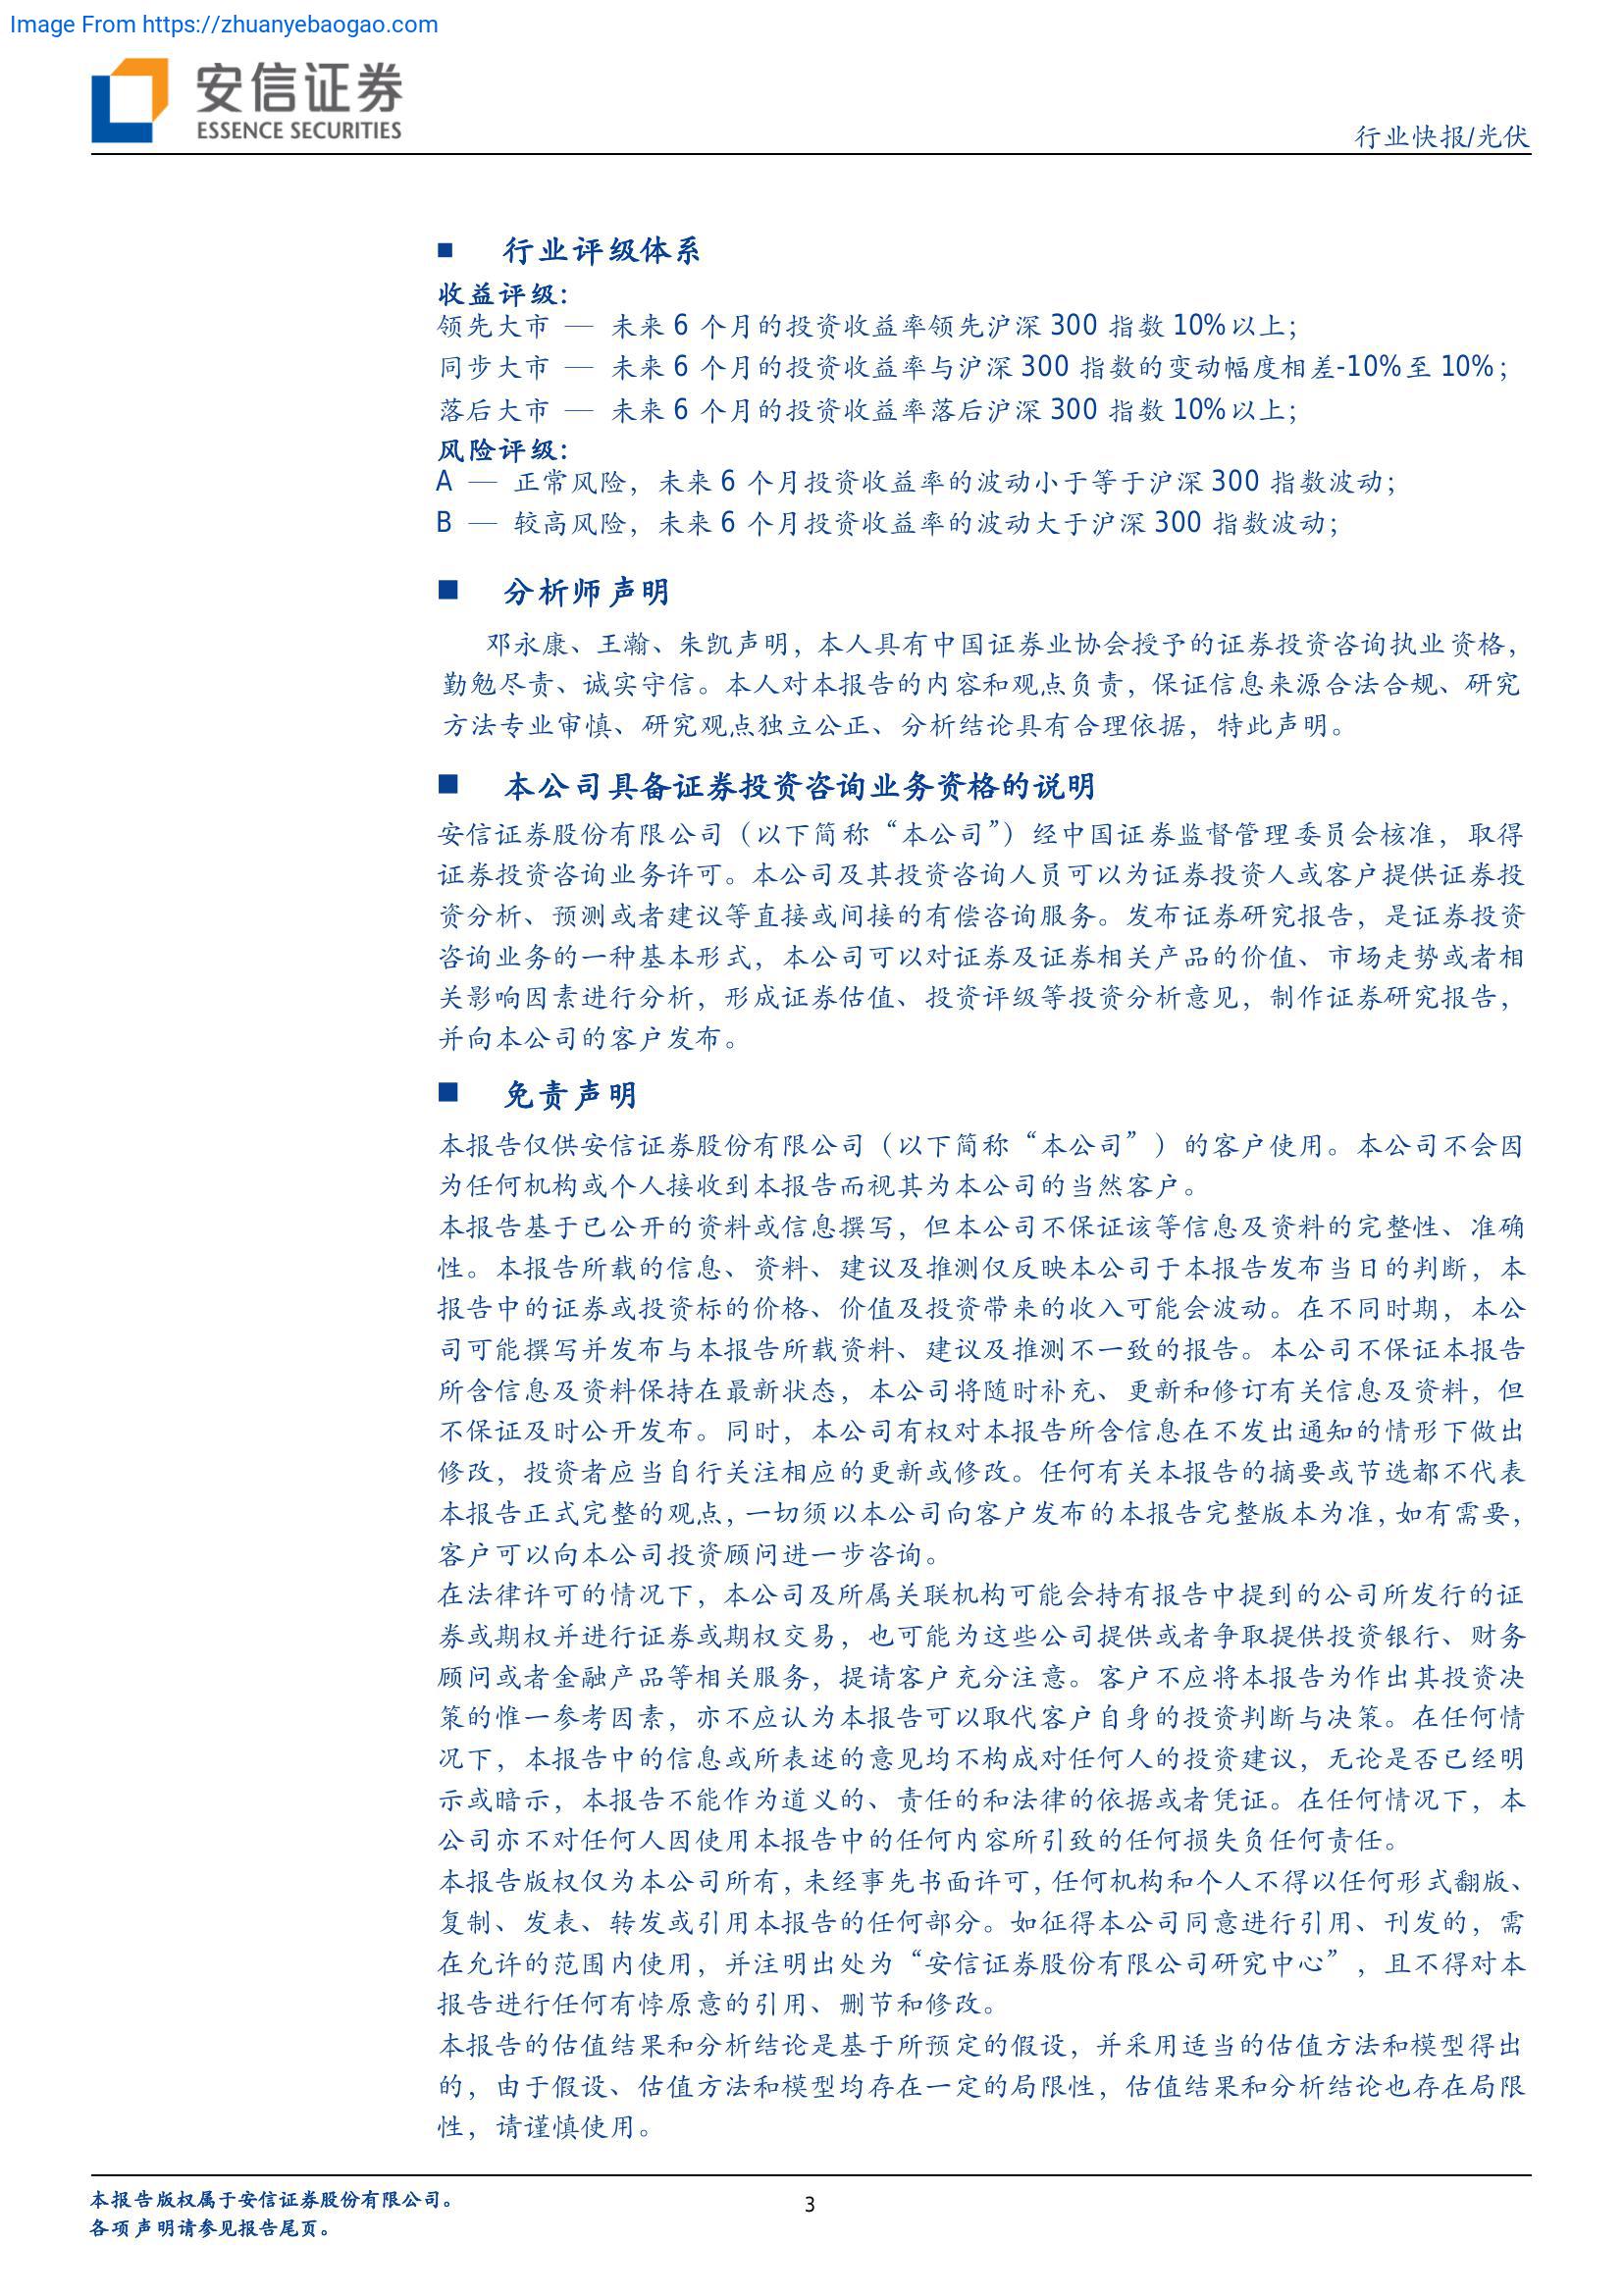 Image From https://zhuanyebaogao.com
安信证券
ESSENCE SECURITIES
行业快报/光伏
■ 行业评级体系
收益评级：
领先大市 — 未来 6 个月的投资收益率领先沪深 300 指数 10%以上；
同步大市 — 未来 6 个月的投资收益率与沪深 300 指数的变动幅度相差-10%至 10%；
落后大市 — 未来 6 个月的投资收益率落后沪深 300 指数 10%以上；
风险评级：
A — 正常风险，未来 6 个月投资收益率的波动小于等于沪深 300 指数波动；
B — 较高风险，未来 6 个月投资收益率的波动大于沪深 300 指数波动；
■ 分析师声明
邓永康、王瀚、朱凯声明，本人具有中国证券业协会授予的证券投资咨询执业资格，
勤勉尽责、诚实守信。本人对本报告的内容和观点负责，保证信息来源合法合规、研究
方法专业审慎、研究观点独立公正、分析结论具有合理依据，特此声明。
■ 本公司具备证券投资咨询业务资格的说明
安信证券股份有限公司（以下简称“本公司”）经中国证券监督管理委员会核准，取得
证券投资咨询业务许可。本公司及其投资咨询人员可以为证券投资人或客户提供证券投
资分析、预测或者建议等直接或间接的有偿咨询服务。发布证券研究报告，是证券投资
咨询业务的一种基本形式，本公司可以对证券及证券相关产品的价值、市场走势或者相
关影响因素进行分析，形成证券估值、投资评级等投资分析意见，制作证券研究报告，
并向本公司的客户发布。
■ 免责声明
本报告仅供安信证券股份有限公司（以下简称“本公司”）的客户使用。本公司不会因
为任何机构或个人接收到本报告而视其为本公司的当然客户。
本报告基于已公开的资料或信息撰写，但本公司不保证该等信息及资料的完整性、准确
性。本报告所载的信息、资料、建议及推测仅反映本公司于本报告发布当日的判断，本
报告中的证券或投资标的价格、价值及投资带来的收入可能会波动。在不同时期，本公
司可能撰写并发布与本报告所载资料、建议及推测不一致的报告。本公司不保证本报告
所含信息及资料保持在最新状态，本公司将随时补充、更新和修订有关信息及资料，但
不保证及时公开发布。同时，本公司有权对本报告所含信息在不发出通知的情形下做出
修改，投资者应当自行关注相应的更新或修改。任何有关本报告的摘要或节选都不代表
本报告正式完整的观点，一切须以本公司向客户发布的本报告完整版本为准，如有需要，
客户可以向本公司投资顾问进一步咨询。
在法律许可的情况下，本公司及所属关联机构可能会持有报告中提到的公司所发行的证
券或期权并进行证券或期权交易，也可能为这些公司提供或者争取提供投资银行、财务
顾问或者金融产品等相关服务，提请客户充分注意。客户不应将本报告为作出其投资决
策的惟一参考因素，亦不应认为本报告可以取代客户自身的投资判断与决策。在任何情
况下，本报告中的信息或所表述的意见均不构成对任何人的投资建议，无论是否已经明
示或暗示，本报告不能作为道义的、责任的和法律的依据或者凭证。在任何情况下，本
公司亦不对任何人因使用本报告中的任何内容所引致的任何损失负任何责任。
本报告版权仅为本公司所有，未经事先书面许可，任何机构和个人不得以任何形式翻版、
复制、发表、转发或引用本报告的任何部分。如征得本公司同意进行引用、刊发的，需
在允许的范围内使用，并注明出处为“安信证券股份有限公司研究中心”，且不得对本
报告进行任何有悖原意的引用、删节和修改。
本报告的估值结果和分析结论是基于所预定的假设，并采用适当的估值方法和模型得出
的，由于假设、估值方法和模型均存在一定的局限性，估值结果和分析结论也存在局限
性，请谨慎使用。
本报告版权属于安信证券股份有限公司。
3
各项声明请参见报告尾页。